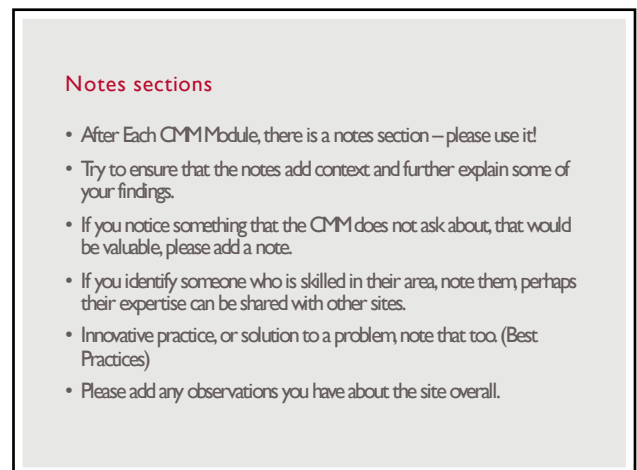 Notes sections
• After Each CMM Module, there is a notes section – please use it!
• Try to ensure that the notes add context and further explain some of
your findings.
• If you notice something that the CMM does not ask about, that would
be valuable, please add a note.
• If you identify someone who is skilled in their area, note them, perhaps
their expertise can be shared with other sites.
• Innovative practice, or solution to a problem, note that too. (Best
Practices)
• Please add any observations you have about the site overall.